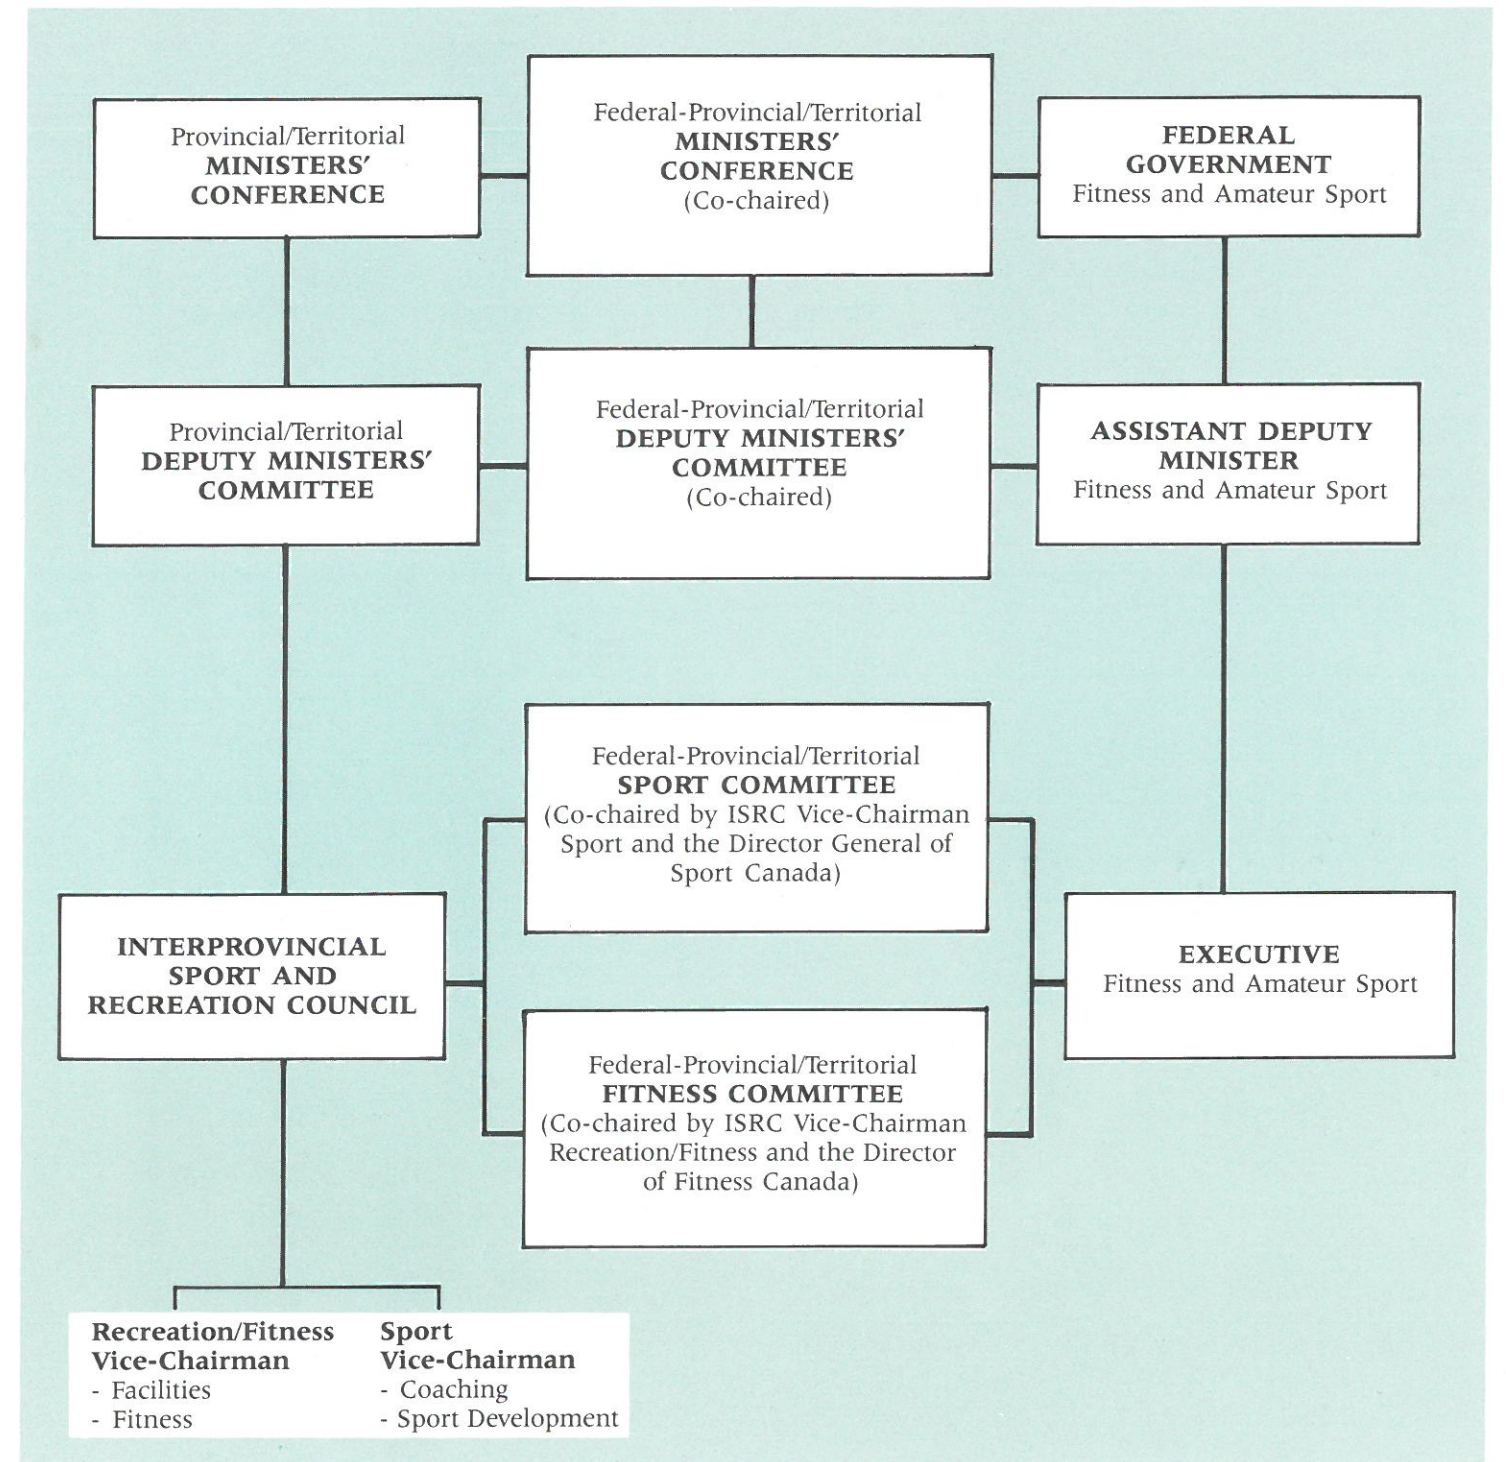 Provincial/Territorial
MINISTERS'
CONFERENCE
Federal-Provincial/Territorial
MINISTERS'
CONFERENCE
(Co-chaired)
FEDERAL
GOVERNMENT
Fitness and Amateur Sport
Provincial/Territorial
DEPUTY MINISTERS'
COMMITTEE
Federal-Provincial/Territorial
DEPUTY MINISTERS'
COMMITTEE
(Co-chaired)
ASSISTANT DEPUTY
MINISTER
Fitness and Amateur Sport
Federal-Provincial/Territorial
SPORT COMMITTEE
(Co-chaired by ISRC Vice-Chairman
Sport and the Director General of
Sport Canada)
INTERPROVINCIAL
SPORT AND
RECREATION COUNCIL
EXECUTIVE
Fitness and Amateur Sport
Federal-Provincial/Territorial
FITNESS COMMITTEE
(Co-chaired by ISRC Vice-Chairman
Recreation/Fitness and the Director
of Fitness Canada)
Recreation/Fitness
Vice-Chairman
- Facilities
- Fitness
Sport
Vice-Chairman
- Coaching
- Sport Development